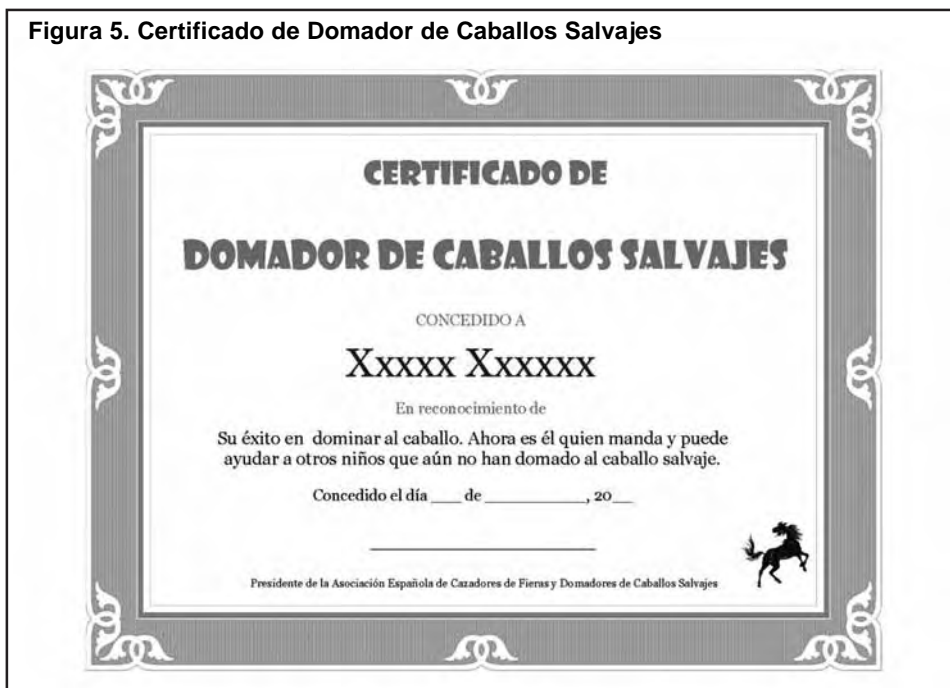 Figura 5. Certificado de Domador de Caballos Salvajes
CERTIFICADO DE
DOMADOR DE CABALLOS SALVAJES
CONCEDIDO A
Xxxxx Xxxxxx
En reconocimiento de
Su éxito en dominar al caballo. Ahora es él quien manda y puede
ayudar a otros niños que aún no han domado al caballo salvaje.
Concedido el día ___ de __________, 20__
Presidente de la Asociación Española de Cazadores de Fieras y Domadores de Caballos Salvajes